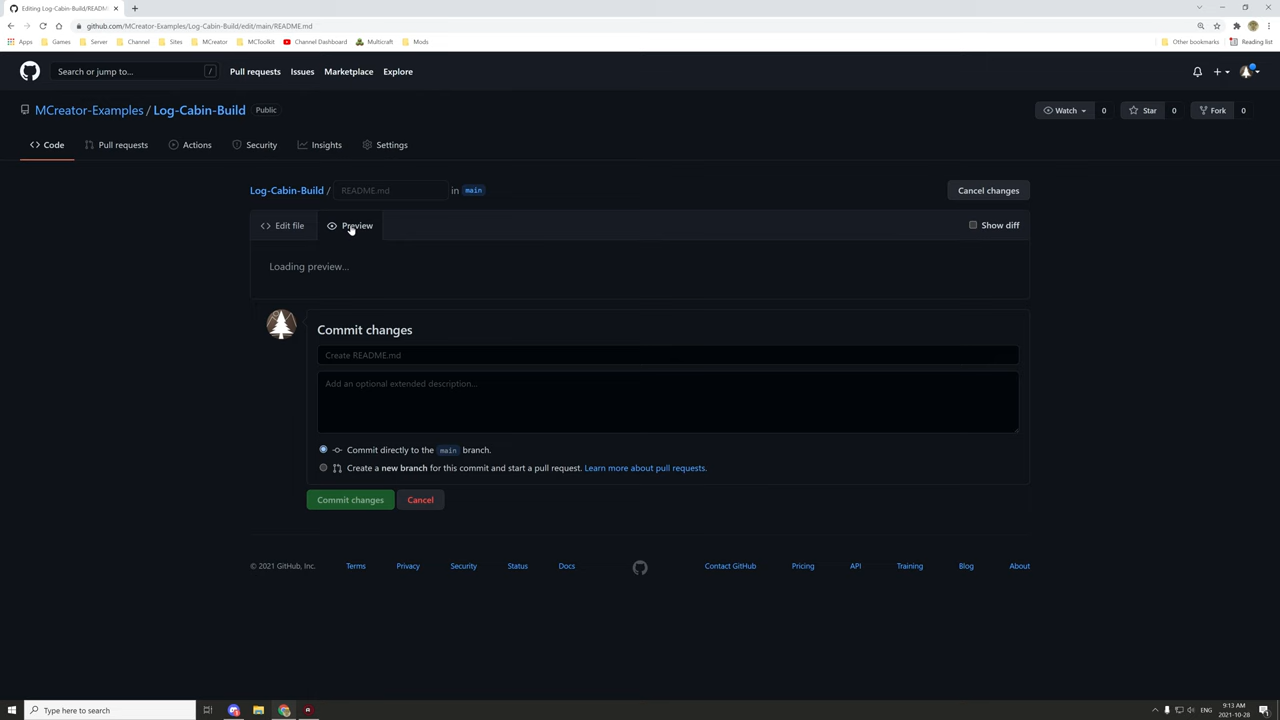 Editing Log-Cabin-Build/READM
github.com/MCreator-Examples/Log-Cabin-Build/edit/main/README.md
Apps Games Server Channel Sites MCreator MCToolkit Channel Dashboard Multicraft Mods Other bookmarks Reading list
Search or jump to... / Pull requests Issues Marketplace Explore
MCreator-Examples / Log-Cabin-Build Public Watch 0 Star 0 Fork 0
Code Pull requests Actions Security Insights Settings
Log-Cabin-Build / README.md in main Cancel changes
Edit file Preview Show diff
Loading preview...
Commit changes
Create README.md
Add an optional extended description...
Commit directly to the main branch.
Create a new branch for this commit and start a pull request. Learn more about pull requests.
Commit changes Cancel
© 2021 GitHub, Inc. Terms Privacy Security Status Docs Contact GitHub Pricing API Training Blog About
Type here to search ENG 9:13 AM
2021-10-28